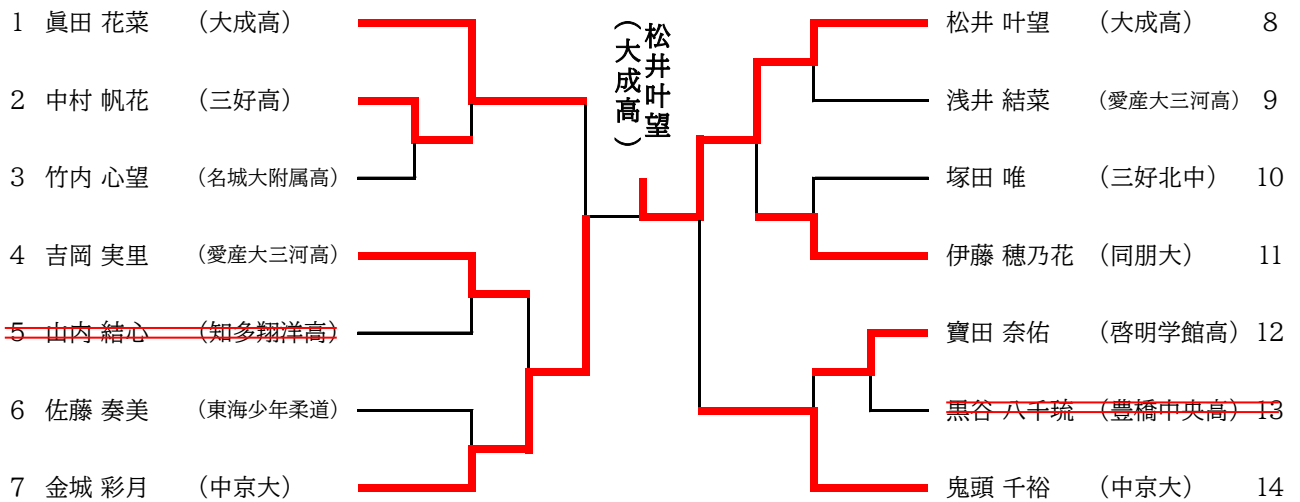 1 眞田 花菜 （大成高）
2 中村 帆花 （三好高）
3 竹内 心望 （名城大附属高）
4 吉岡 実里 （愛産大三河高）
5 山内 結心 （知多翔洋高）
6 佐藤 奏美 （東海少年柔道）
7 金城 彩月 （中京大）
松井叶望
（大成高）
松井 叶望 （大成高） 8
浅井 結菜 （愛産大三河高） 9
塚田 唯 （三好北中） 10
伊藤 穂乃花 （同朋大） 11
寶田 奈佑 （啓明学館高） 12
黒谷 八千琉 （豊橋中央高） 13
鬼頭 千裕 （中京大） 14